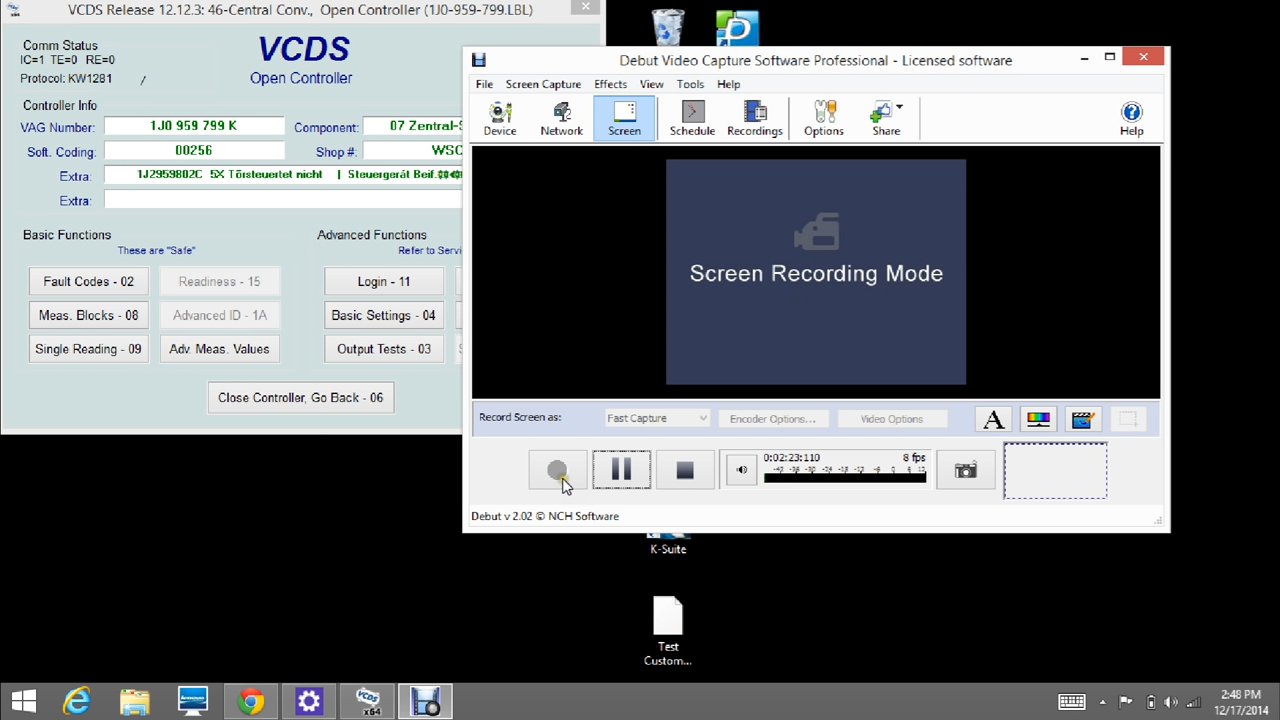 VCDS Release 12.12.3: 46-Central Conv., Open Controller (1J0-959-799.LBL)
Comm Status
IC=1 TE=0 RE=0
Protocol: KW1281 /
VCDS
Open Controller
Controller Info
VAG Number: 1J0 959 799 K
Component: 07 Zentral-S
Soft. Coding: 00256
Shop #: WSC
Extra: 1J2959802C 5X Törsteuertet nicht | Steuergerät Beif.
Extra:
Basic Functions
These are "Safe"
Advanced Functions
Refer to Servi
Fault Codes - 02
Readiness - 15
Login - 11
Meas. Blocks - 08
Advanced ID - 1A
Basic Settings - 04
Single Reading - 09
Adv. Meas. Values
Output Tests - 03
Close Controller, Go Back - 06
Debut Video Capture Software Professional - Licensed software
File Screen Capture Effects View Tools Help
Device Network Screen Schedule Recordings Options Share Help
Screen Recording Mode
Record Screen as: Fast Capture Encoder Options... Video Options
A
0:02:23:110 8 fps
Debut v 2.02 © NCH Software
K-Suite
Test
Custom...
VCDS
x64
2:48 PM
12/17/2014